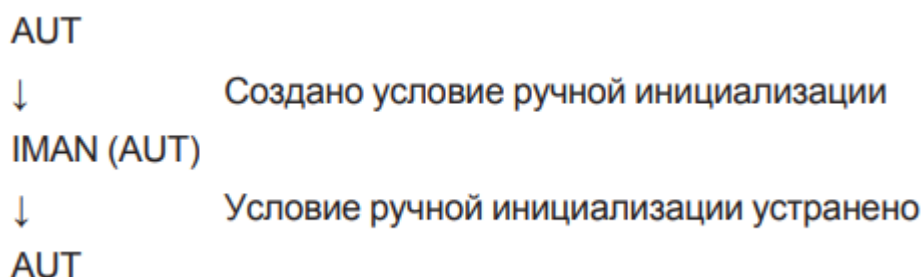 AUT
↓ Создано условие ручной инициализации
IMAN (AUT)
↓ Условие ручной инициализации устранено
AUT